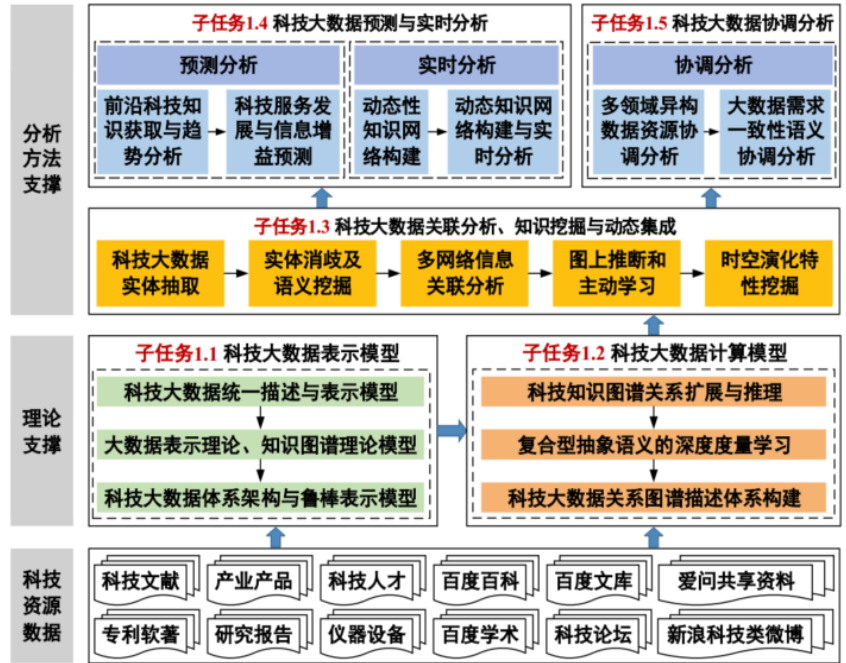 分析
方法
支撑
子任务1.4 科技大数据预测与实时分析
预测分析
前沿科技知
识获取与趋
势分析
科技服务发
展与信息增
益预测
实时分析
动态性
知识网
络构建
动态知识网
络构建与实
时分析
子任务1.5 科技大数据协调分析
协调分析
多领域异构
数据资源协
调分析
大数据需求
一致性语义
协调分析
子任务1.3 科技大数据关联分析、知识挖掘与动态集成
科技大数据
实体抽取
实体消歧及
语义挖掘
多网络信息
关联分析
图上推断和
主动学习
时空演化特
性挖掘
理论
支撑
子任务1.1 科技大数据表示模型
科技大数据统一描述与表示模型
大数据表示理论、知识图谱理论模型
科技大数据体系架构与鲁棒表示模型
子任务1.2 科技大数据计算模型
科技知识图谱关系扩展与推理
复合型抽象语义的深度度量学习
科技大数据关系图谱描述体系构建
科技
资源
数据
科技文献
产业产品
科技人才
百度百科
百度文库
爱问共享资料
专利软著
研究报告
仪器设备
百度学术
科技论坛
新浪科技类微博